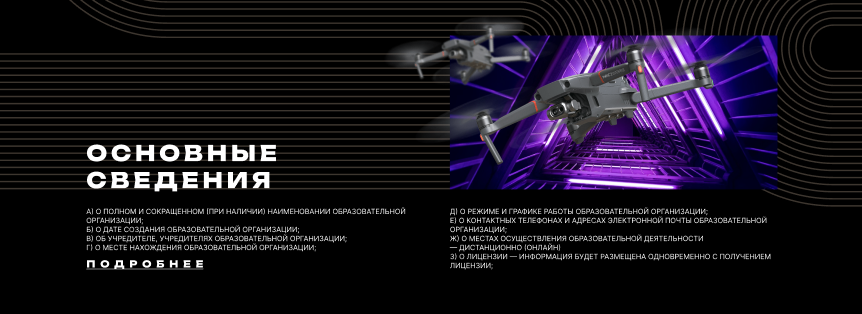 ОСНОВНЫЕ
СВЕДЕНИЯ
А) О ПОЛНОМ И СОКРАЩЕННОМ (ПРИ НАЛИЧИИ) НАИМЕНОВАНИИ ОБРАЗОВАТЕЛЬНОЙ
ОРГАНИЗАЦИИ;
Б) О ДАТЕ СОЗДАНИЯ ОБРАЗОВАТЕЛЬНОЙ ОРГАНИЗАЦИИ;
В) ОБ УЧРЕДИТЕЛЕ, УЧРЕДИТЕЛЯХ ОБРАЗОВАТЕЛЬНОЙ ОРГАНИЗАЦИИ;
Г) О МЕСТЕ НАХОЖДЕНИЯ ОБРАЗОВАТЕЛЬНОЙ ОРГАНИЗАЦИИ;
ПОДРОБНЕЕ
Д) О РЕЖИМЕ И ГРАФИКЕ РАБОТЫ ОБРАЗОВАТЕЛЬНОЙ ОРГАНИЗАЦИИ;
Е) О КОНТАКТНЫХ ТЕЛЕФОНАХ И АДРЕСАХ ЭЛЕКТРОННОЙ ПОЧТЫ ОБРАЗОВАТЕЛЬНОЙ
ОРГАНИЗАЦИИ;
Ж) О МЕСТАХ ОСУЩЕСТВЛЕНИЯ ОБРАЗОВАТЕЛЬНОЙ ДЕЯТЕЛЬНОСТИ
— ДИСТАНЦИОННО (ОНЛАЙН)
З) О ЛИЦЕНЗИИ — ИНФОРМАЦИЯ БУДЕТ РАЗМЕЩЕНА ОДНОВРЕМЕННО С ПОЛУЧЕНИЕМ
ЛИЦЕНЗИИ;